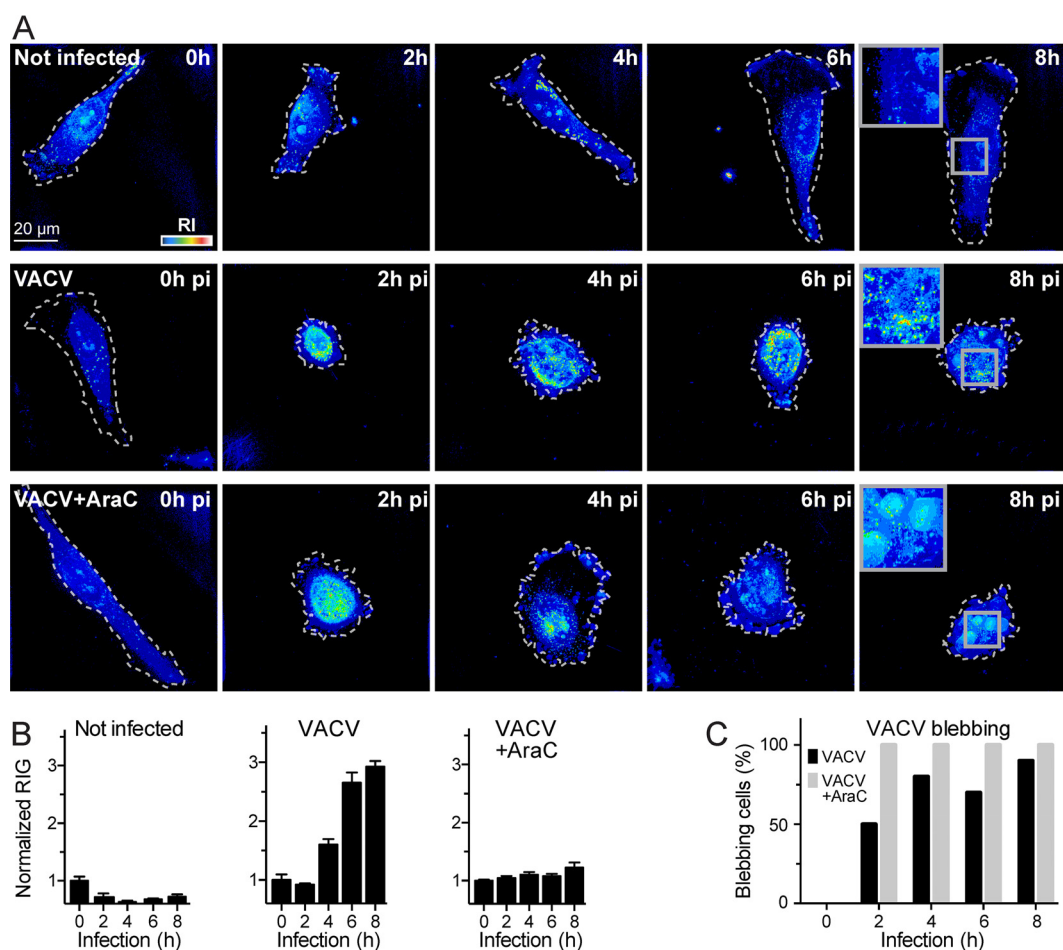 A
Not infected 0h 2h 4h 6h 8h
20 µm
RI
VACV 0h pi 2h pi 4h pi 6h pi 8h pi
VACV+AraC 0h pi 2h pi 4h pi 6h pi 8h pi
B
Not infected
VACV
VACV
+AraC
Normalized RIG
3
2
1
0 2 4 6 8
Infection (h)
3
2
1
0 2 4 6 8
Infection (h)
3
2
1
0 2 4 6 8
Infection (h)
C
VACV blebbing
VACV
VACV
+AraC
Blebbing cells (%)
100
50
0
0 2 4 6 8
Infection (h)